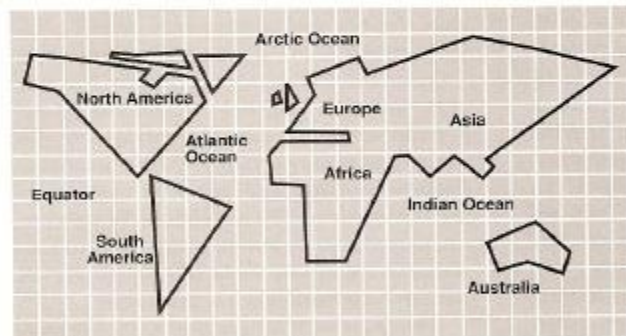 Arctic Ocean
North America
Europe
Asia
Atlantic
Ocean
Africa
Equator
Indian Ocean
South
America
Australia